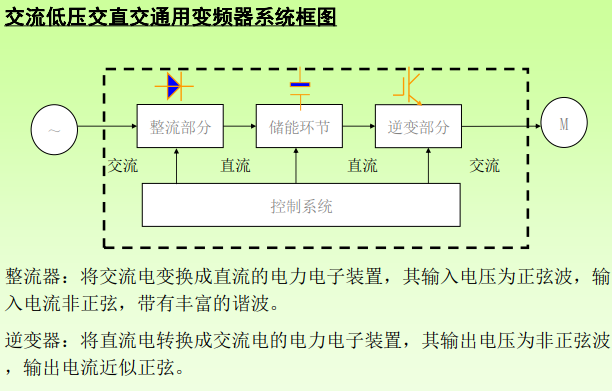 交流低压交直交通用变频器系统框图
～ 整流部分 储能环节 逆变部分 M
交流 直流 直流 交流
控制系统
整流器：将交流电变换成直流的电力电子装置，其输入电压为正弦波，输
入电流非正弦，带有丰富的谐波。
逆变器：将直流电转换成交流电的电力电子装置，其输出电压为非正弦波
，输出电流近似正弦。